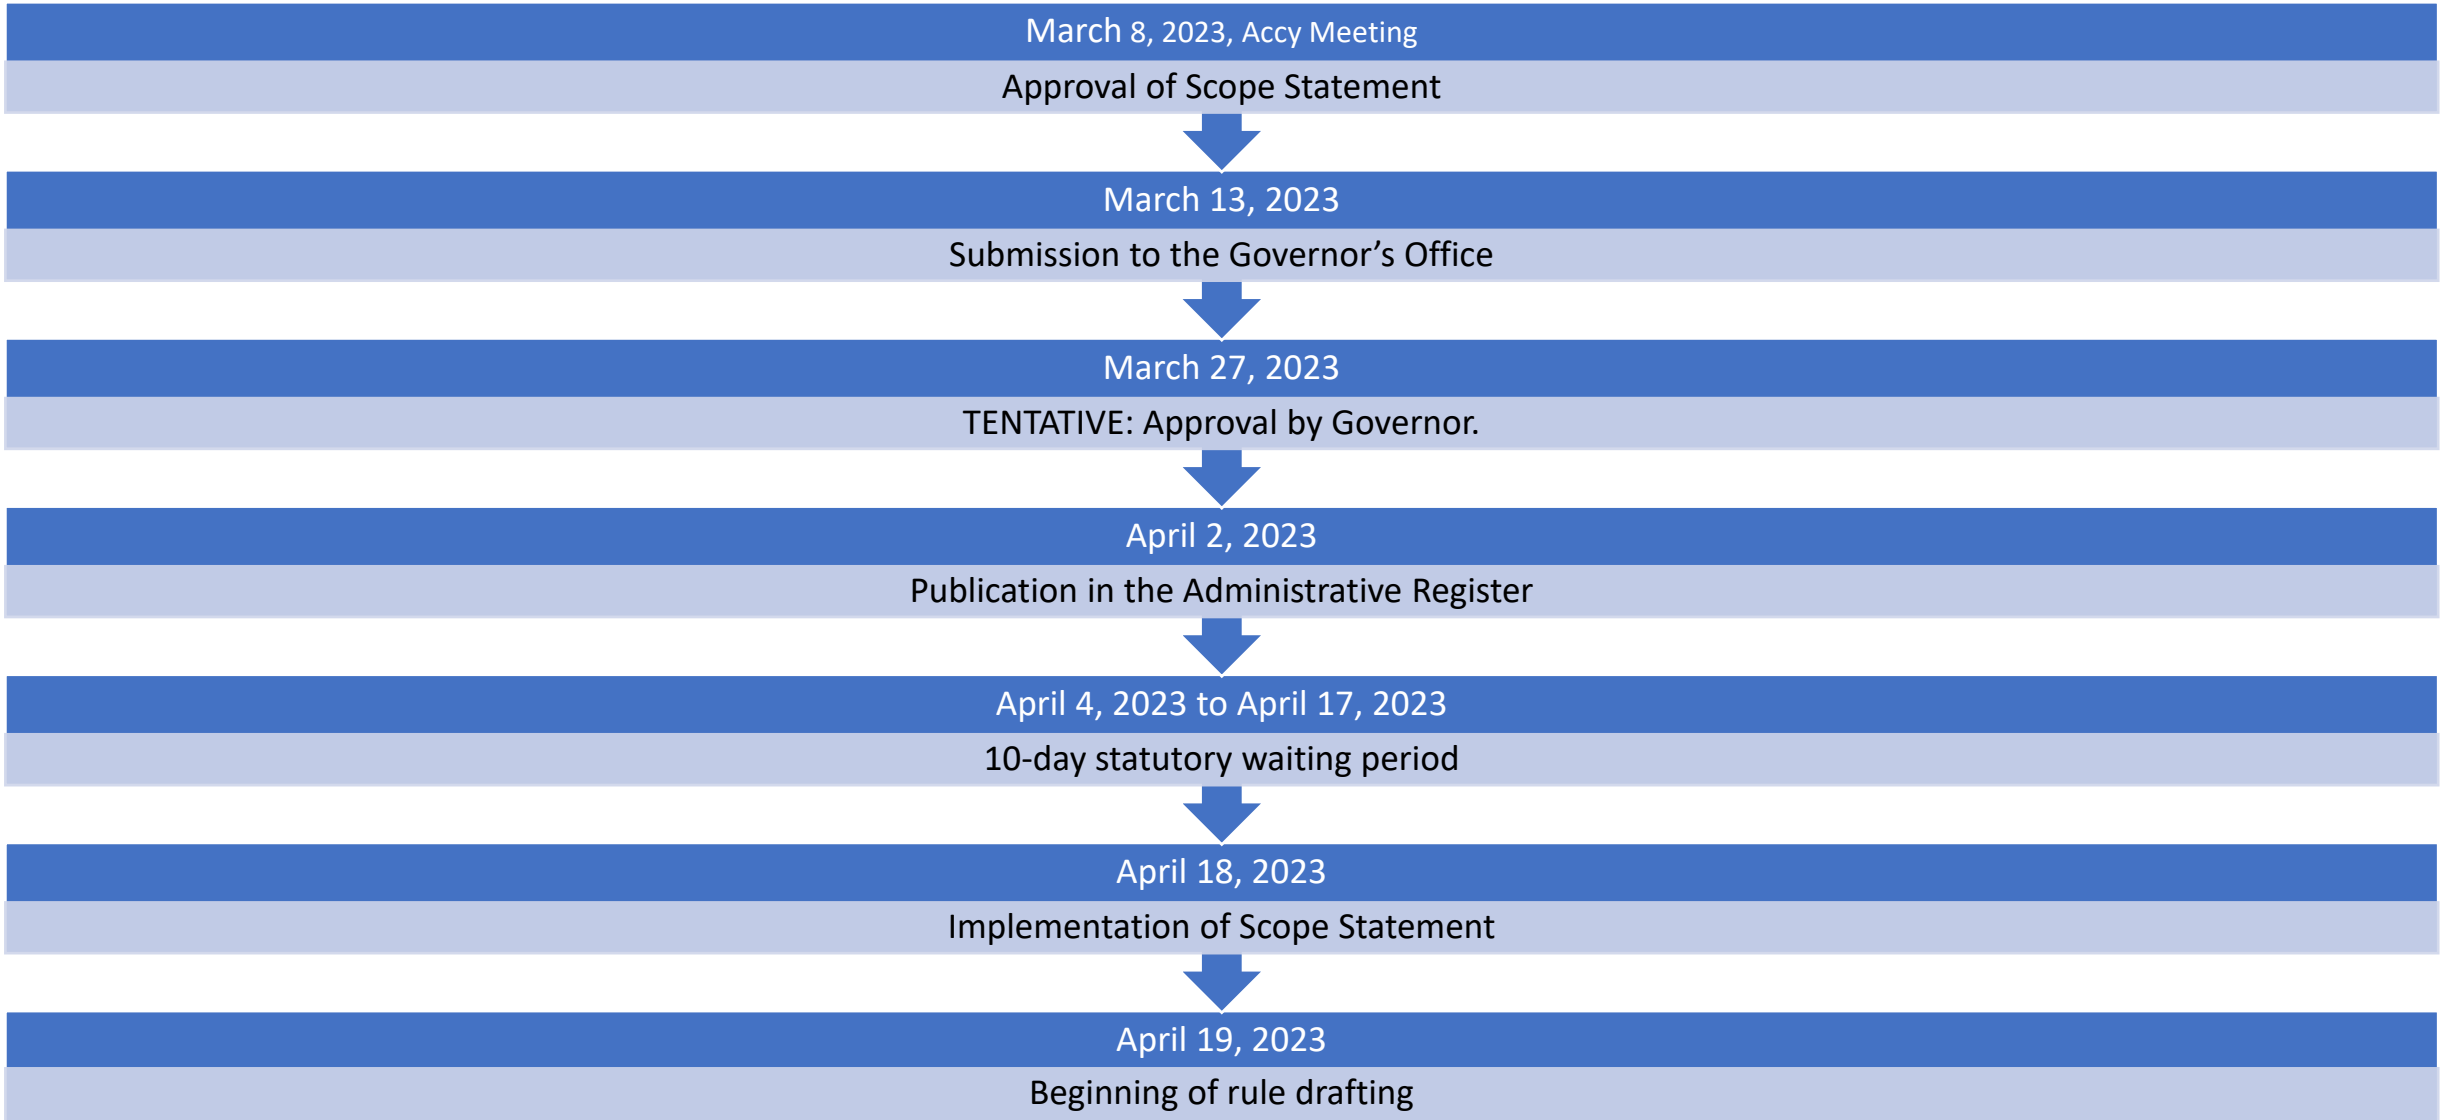 March 8, 2023, Accy Meeting
Approval of Scope Statement
March 13, 2023
Submission to the Governor’s Office
March 27, 2023
TENTATIVE: Approval by Governor.
April 2, 2023
Publication in the Administrative Register
April 4, 2023 to April 17, 2023
10-day statutory waiting period
April 18, 2023
Implementation of Scope Statement
April 19, 2023
Beginning of rule drafting